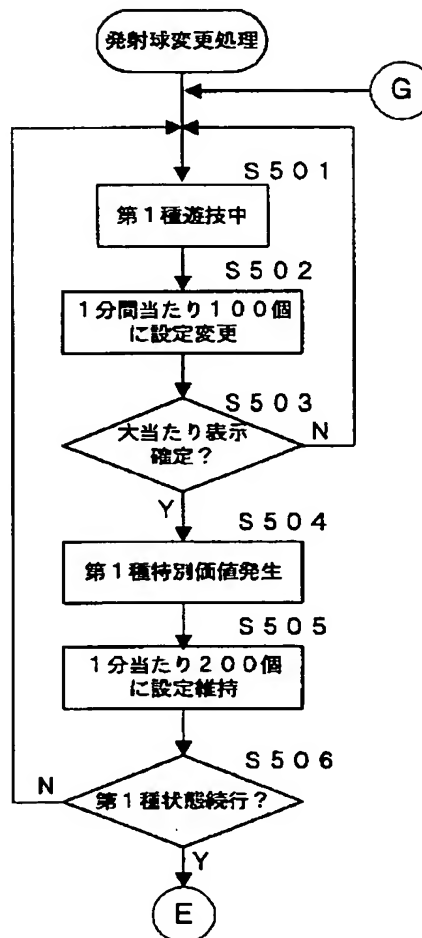 発射球変更処理
G
S501
第1種遊技中
S502
1分間当たり100個
に設定変更
S503
大当たり表示
確定?
N
Y
S504
第1種特別価値発生
S505
1分当たり200個
に設定維持
S506
N
第1種状態続行?
Y
E